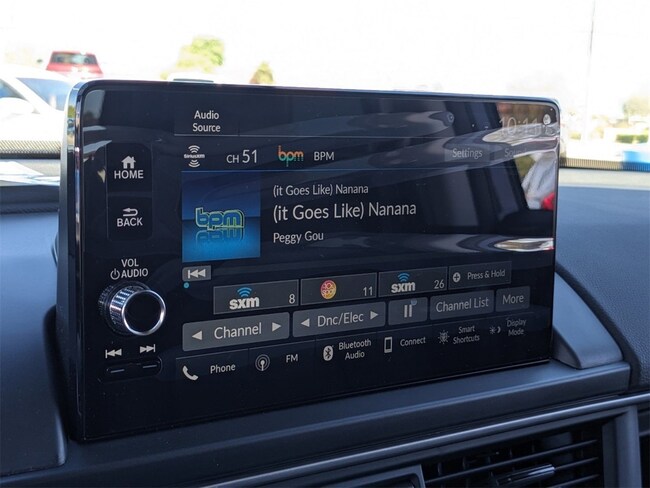 Audio
Source
HOME
SiriusXM
CH 51
bpm
BPM
Settings
bpm
(it Goes Like) Nanana
(it Goes Like) Nanana
Peggy Gou
BACK
VOL
AUDIO
sxm 8
11
sxm 26
Press & Hold
Channel
Dnc/Elec
Channel List
More
Phone
FM
Bluetooth
Audio
Connect
Smart
Shortcuts
Display
Mode